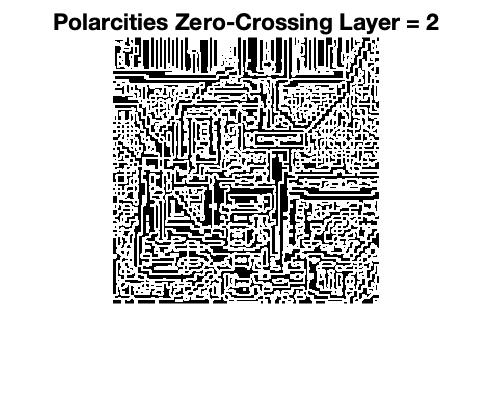 Polarcities Zero-Crossing Layer = 2